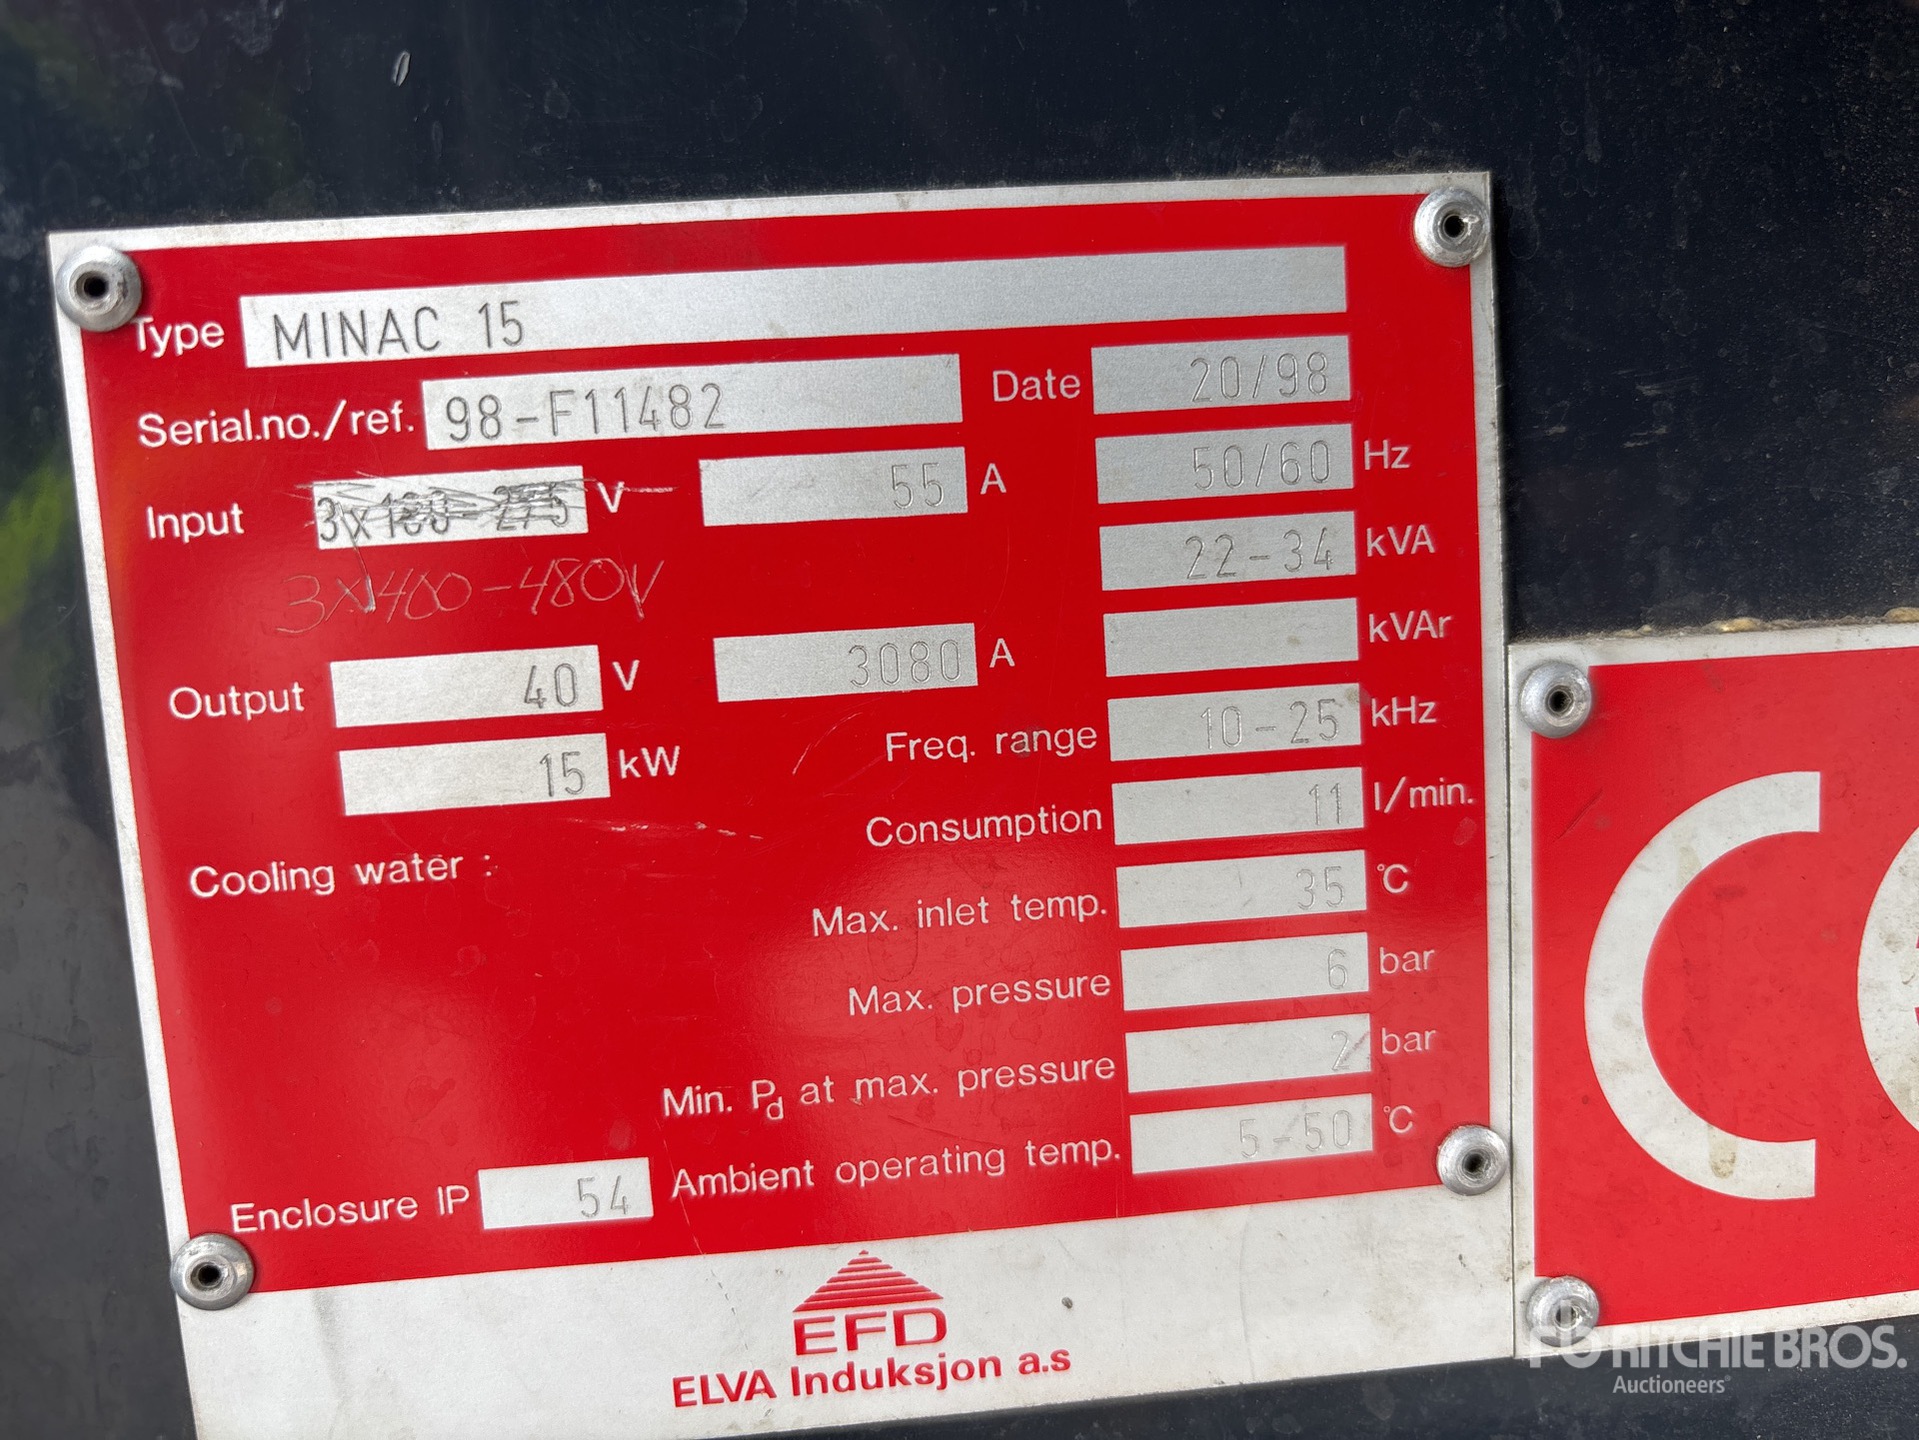 Type MINAC 15
Serial.no./ref. 98-F11482 Date 20/98
Input 3x V 55 A 50/60 Hz
3x400-480V
22-34 kVA
kVAr
Output 40 V 3080 A
15 kW
Freq. range 10-25 kHz
Cooling water :
Consumption 11 l/min.
Max. inlet temp. 35 °C
Max. pressure 6 bar
Min. Pd at max. pressure 2 bar
Enclosure IP 54 Ambient operating temp. 5-50 °C
EFD
ELVA Induksjon a.s
RITCHIE BROS.
Auctioneers